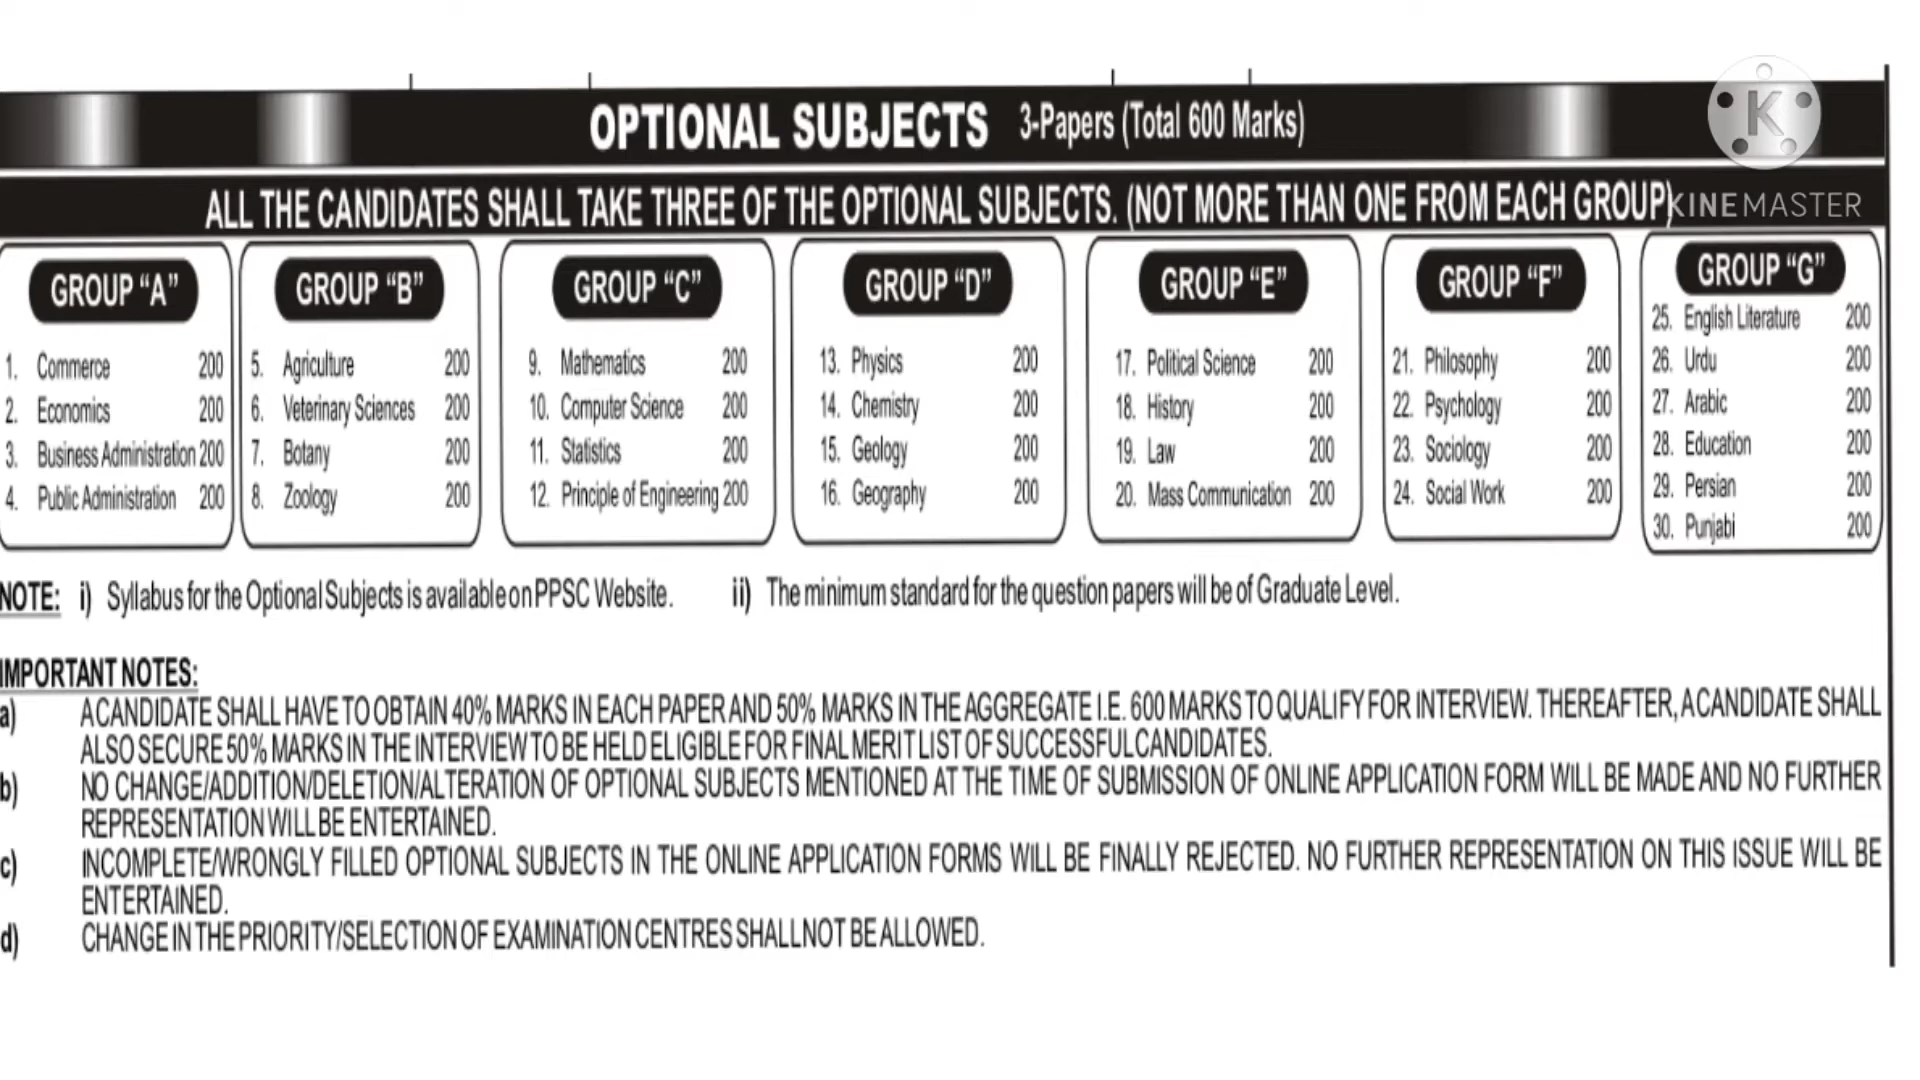 OPTIONAL SUBJECTS 3-Papers (Total 600 Marks)
K
ALL THE CANDIDATES SHALL TAKE THREE OF THE OPTIONAL SUBJECTS. (NOT MORE THAN ONE FROM EACH GROUP)
KINEMASTER
GROUP “A”
1. Commerce 200
2. Economics 200
3. Business Administration 200
4. Public Administration 200
GROUP “B”
5. Agriculture 200
6. Veterinary Sciences 200
7. Botany 200
8. Zoology 200
GROUP “C”
9. Mathematics 200
10. Computer Science 200
11. Statistics 200
12. Principle of Engineering 200
GROUP “D”
13. Physics 200
14. Chemistry 200
15. Geology 200
16. Geography 200
GROUP “E”
17. Political Science 200
18. History 200
19. Law 200
20. Mass Communication 200
GROUP “F”
21. Philosophy 200
22. Psychology 200
23. Sociology 200
24. Social Work 200
GROUP “G”
25. English Literature 200
26. Urdu 200
27. Arabic 200
28. Education 200
29. Persian 200
30. Punjabi 200
NOTE: i) Syllabus for the Optional Subjects is available on PPSC Website. ii) The minimum standard for the question papers will be of Graduate Level.
IMPORTANT NOTES:
a) A CANDIDATE SHALL HAVE TO OBTAIN 40% MARKS IN EACH PAPER AND 50% MARKS IN THE AGGREGATE I.E. 600 MARKS TO QUALIFY FOR INTERVIEW. THEREAFTER, A CANDIDATE SHALL
ALSO SECURE 50% MARKS IN THE INTERVIEW TO BE HELD ELIGIBLE FOR FINAL MERIT LIST OF SUCCESSFUL CANDIDATES.
b) NO CHANGE/ADDITION/DELETION/ALTERATION OF OPTIONAL SUBJECTS MENTIONED AT THE TIME OF SUBMISSION OF ONLINE APPLICATION FORM WILL BE MADE AND NO FURTHER
REPRESENTATION WILL BE ENTERTAINED.
c) INCOMPLETE/WRONGLY FILLED OPTIONAL SUBJECTS IN THE ONLINE APPLICATION FORMS WILL BE FINALLY REJECTED. NO FURTHER REPRESENTATION ON THIS ISSUE WILL BE
ENTERTAINED.
d) CHANGE IN THE PRIORITY/SELECTION OF EXAMINATION CENTRES SHALL NOT BE ALLOWED.